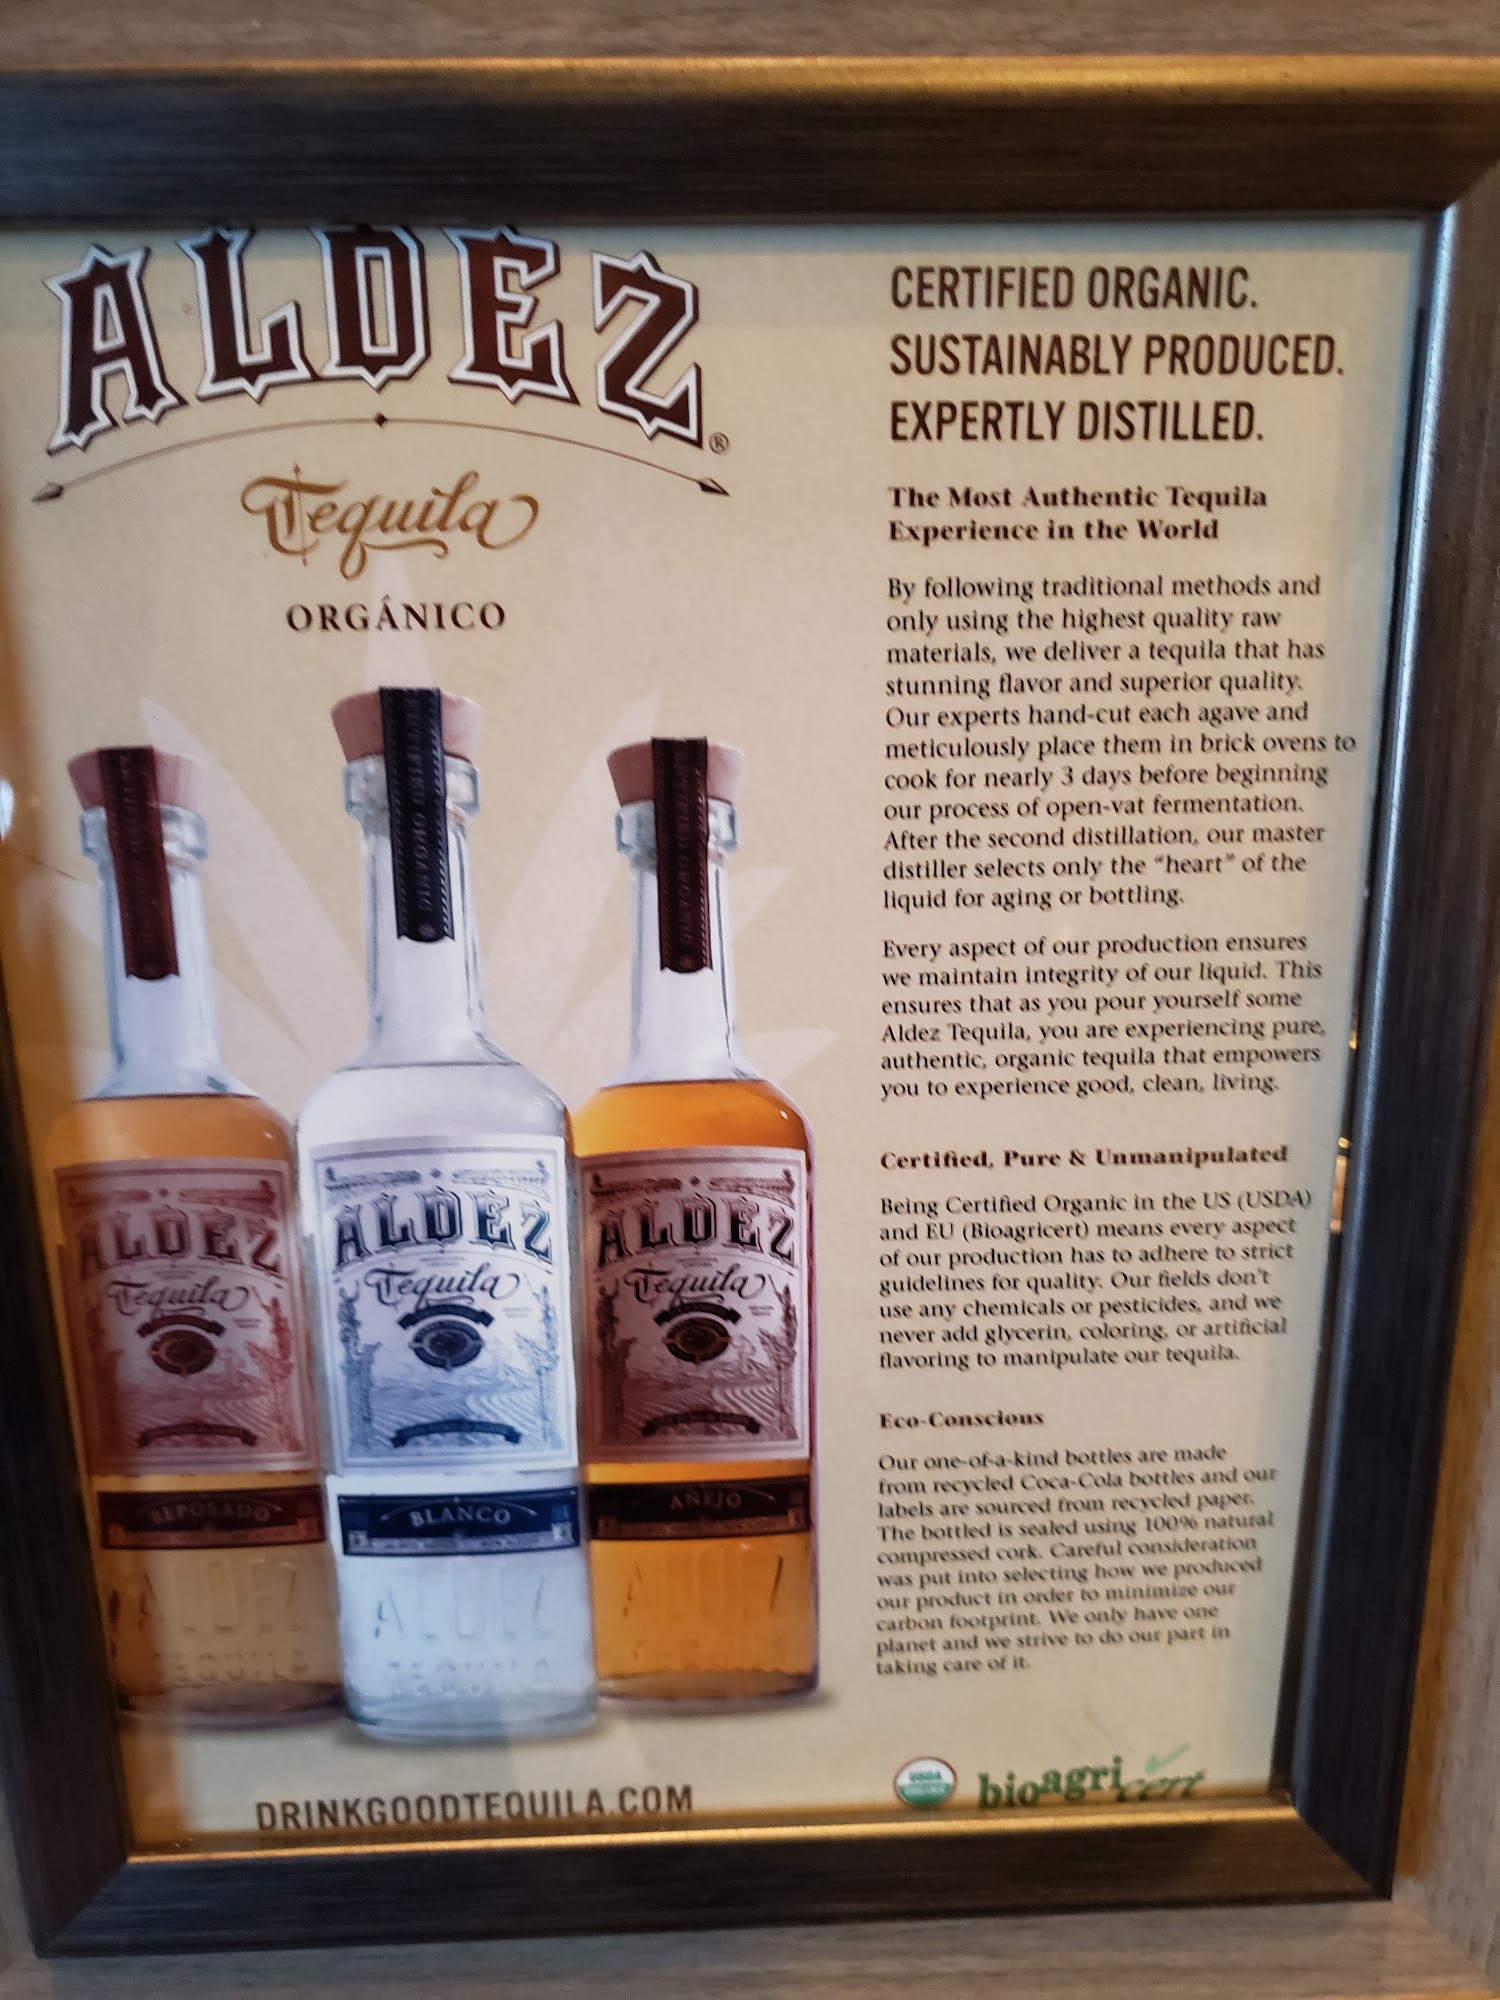 ALDEZ®
Tequila
ORGÁNICO
CERTIFIED ORGANIC
CERTIFIED ORGANIC
ALDEZ
Tequila
REPOSADO
ALDEZ
TEQUILA
ALDEZ
Tequila
BLANCO
ALDEZ
TEQUILA
ALDEZ
Tequila
AÑEJO
ALDEZ
DRINKGOODTEQUILA.COM
CERTIFIED ORGANIC.
SUSTAINABLY PRODUCED.
EXPERTLY DISTILLED.
The Most Authentic Tequila
Experience in the World
By following traditional methods and
only using the highest quality raw
materials, we deliver a tequila that has
stunning flavor and superior quality.
Our experts hand-cut each agave and
meticulously place them in brick ovens to
cook for nearly 3 days before beginning
our process of open-vat fermentation.
After the second distillation, our master
distiller selects only the “heart” of the
liquid for aging or bottling.
Every aspect of our production ensures
we maintain integrity of our liquid. This
ensures that as you pour yourself some
Aldez Tequila, you are experiencing pure,
authentic, organic tequila that empowers
you to experience good, clean, living.
Certified, Pure & Unmanipulated
Being Certified Organic in the US (USDA)
and EU (Bioagricert) means every aspect
of our production has to adhere to strict
guidelines for quality. Our fields don't
use any chemicals or pesticides, and we
never add glycerin, coloring, or artificial
flavoring to manipulate our tequila.
Eco-Conscious
Our one-of-a-kind bottles are made
from recycled Coca-Cola bottles and our
labels are sourced from recycled paper.
The bottled is sealed using 100% natural
compressed cork. Careful consideration
was put into selecting how we produced
our product in order to minimize our
carbon footprint. We only have one
planet and we strive to do our part in
taking care of it.
USDA
bioagricert